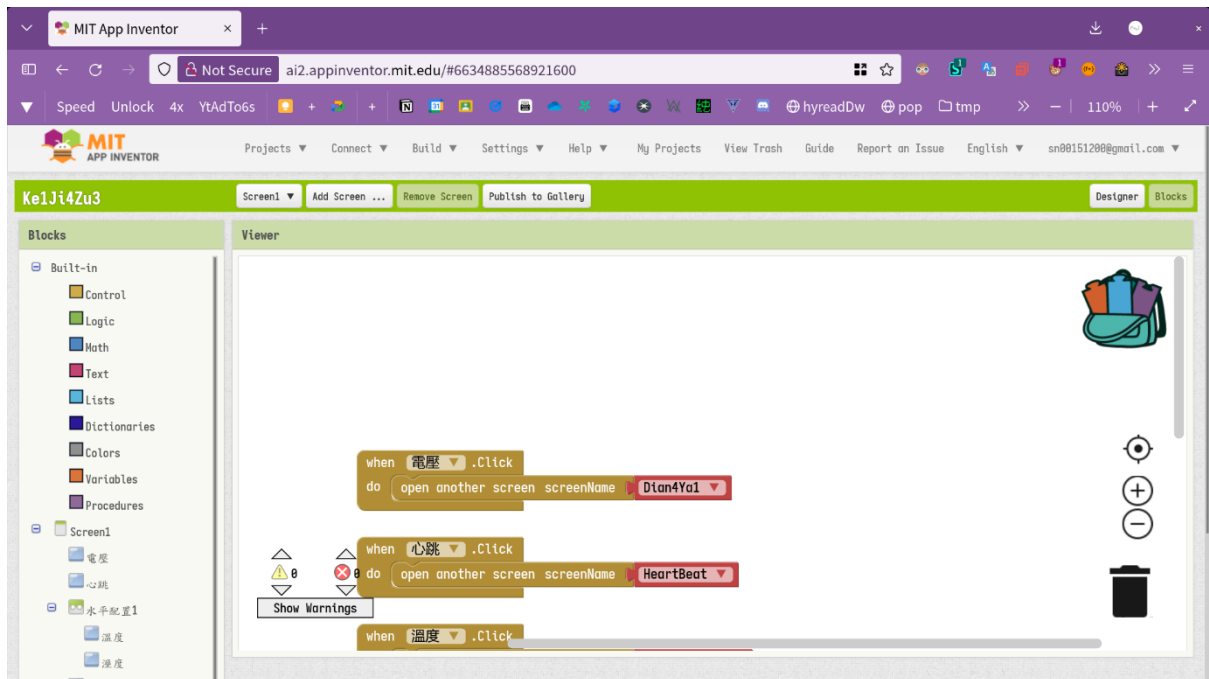 MIT App Inventor
Not Secure ai2.appinventor.mit.edu/#6634885568921600
Speed Unlock 4x YtAdTo6s hyreadDw pop tmp 110%
MIT
APP INVENTOR
Projects Connect Build Settings Help My Projects View Trash Guide Report an Issue English sn00151200@gmail.com
Ke1Ji4Zu3 Screen1 Add Screen ... Remove Screen Publish to Gallery Designer Blocks
Blocks Viewer
Built-in
Control
Logic
Math
Text
Lists
Dictionaries
Colors
Variables
Procedures
Screen1
電壓
心跳
水平配置1
溫度
溼度
when 電壓 .Click
do open another screen screenName Dian4Ya1
when 心跳 .Click
do open another screen screenName HeartBeat
when 溫度 .Click
0 0
Show Warnings